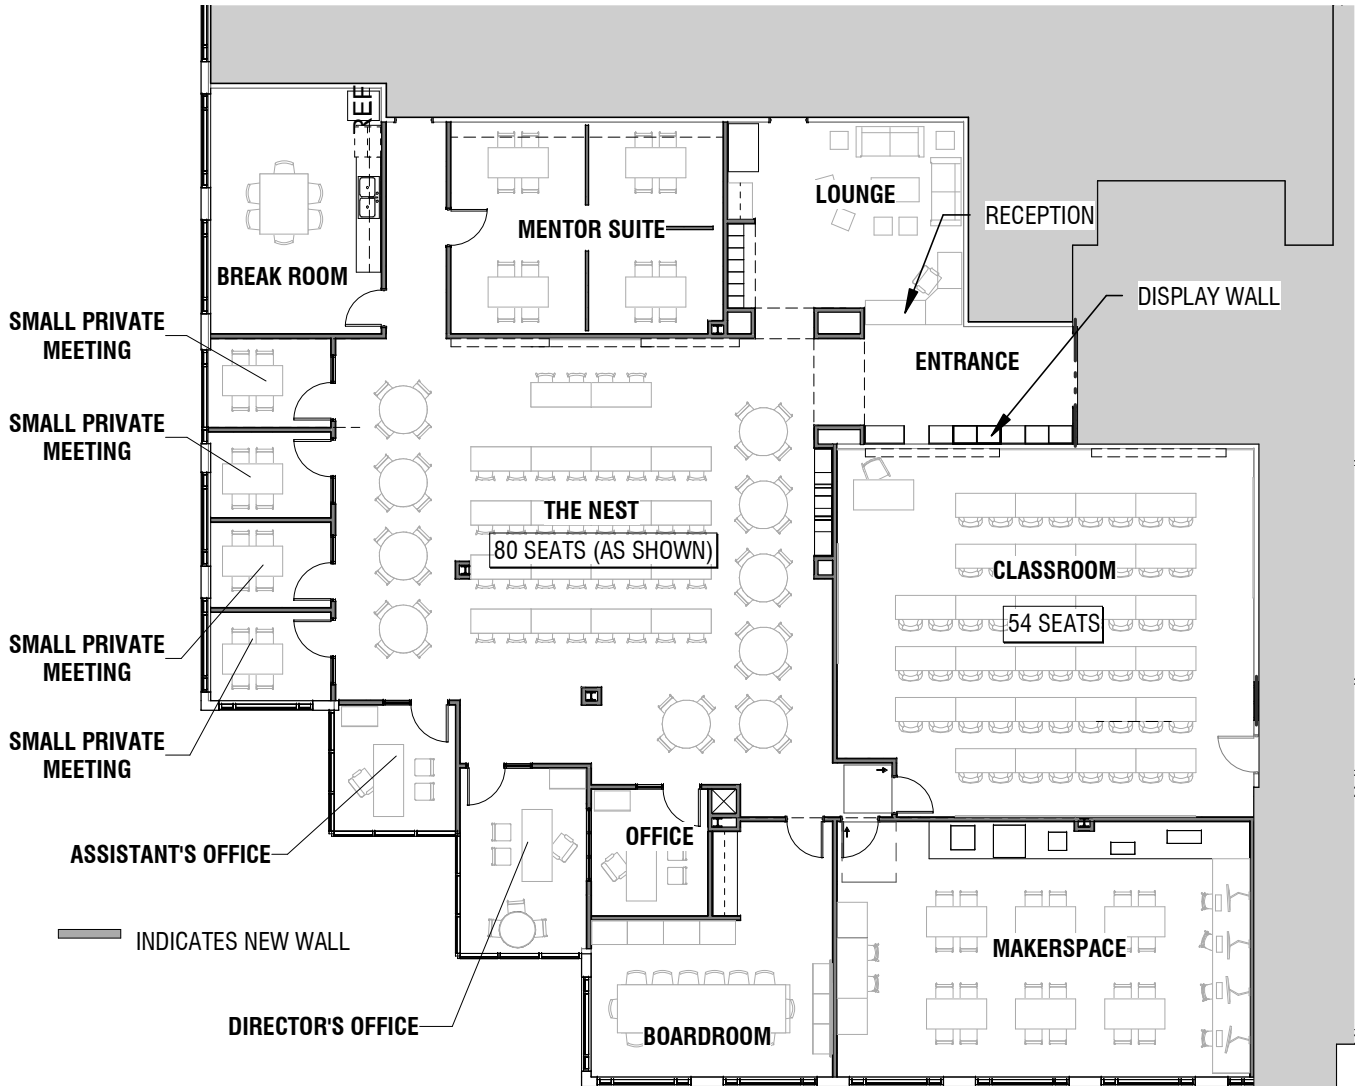 REF
LOUNGE
RECEPTION
MENTOR SUITE
BREAK ROOM
DISPLAY WALL
SMALL PRIVATE
MEETING
ENTRANCE
SMALL PRIVATE
MEETING
THE NEST
80 SEATS (AS SHOWN)
CLASSROOM
54 SEATS
SMALL PRIVATE
MEETING
SMALL PRIVATE
MEETING
OFFICE
ASSISTANT'S OFFICE
INDICATES NEW WALL
MAKERSPACE
DIRECTOR'S OFFICE
BOARDROOM